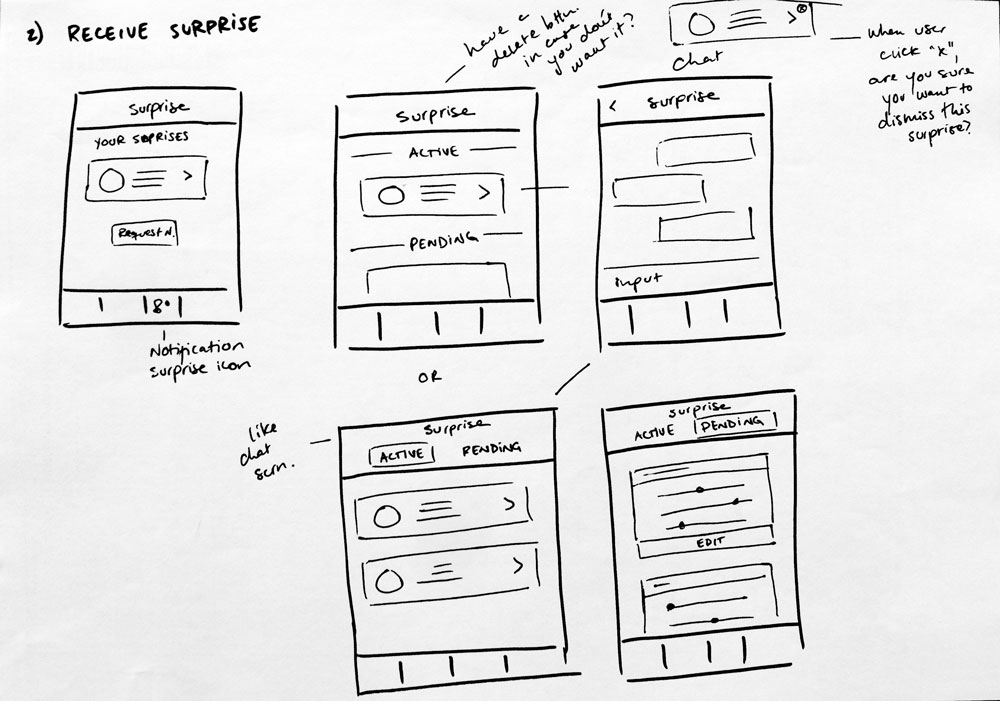 2) RECEIVE SURPRISE
have a
delete bttn.
in case
you don't
want it?
when user
click "x",
are you sure
you want to
dismiss this
surprise?
Chat
surprise
YOUR SURPRISES
>
REQUEST N.
Notification
surprise icon
surprise
ACTIVE
>
PENDING
< surprise
input
OR
like
chat
scrn.
surprise
ACTIVE PENDING
>
>
surprise
ACTIVE PENDING
EDIT